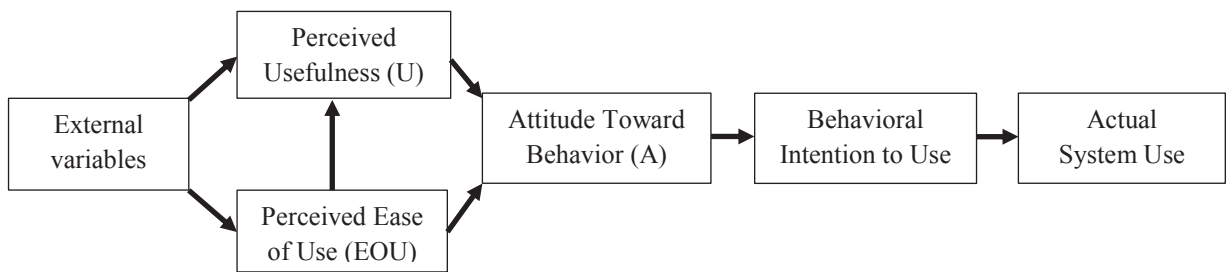 External
variables
Perceived
Usefulness (U)
Perceived Ease
of Use (EOU)
Attitude Toward
Behavior (A)
Behavioral
Intention to Use
Actual
System Use